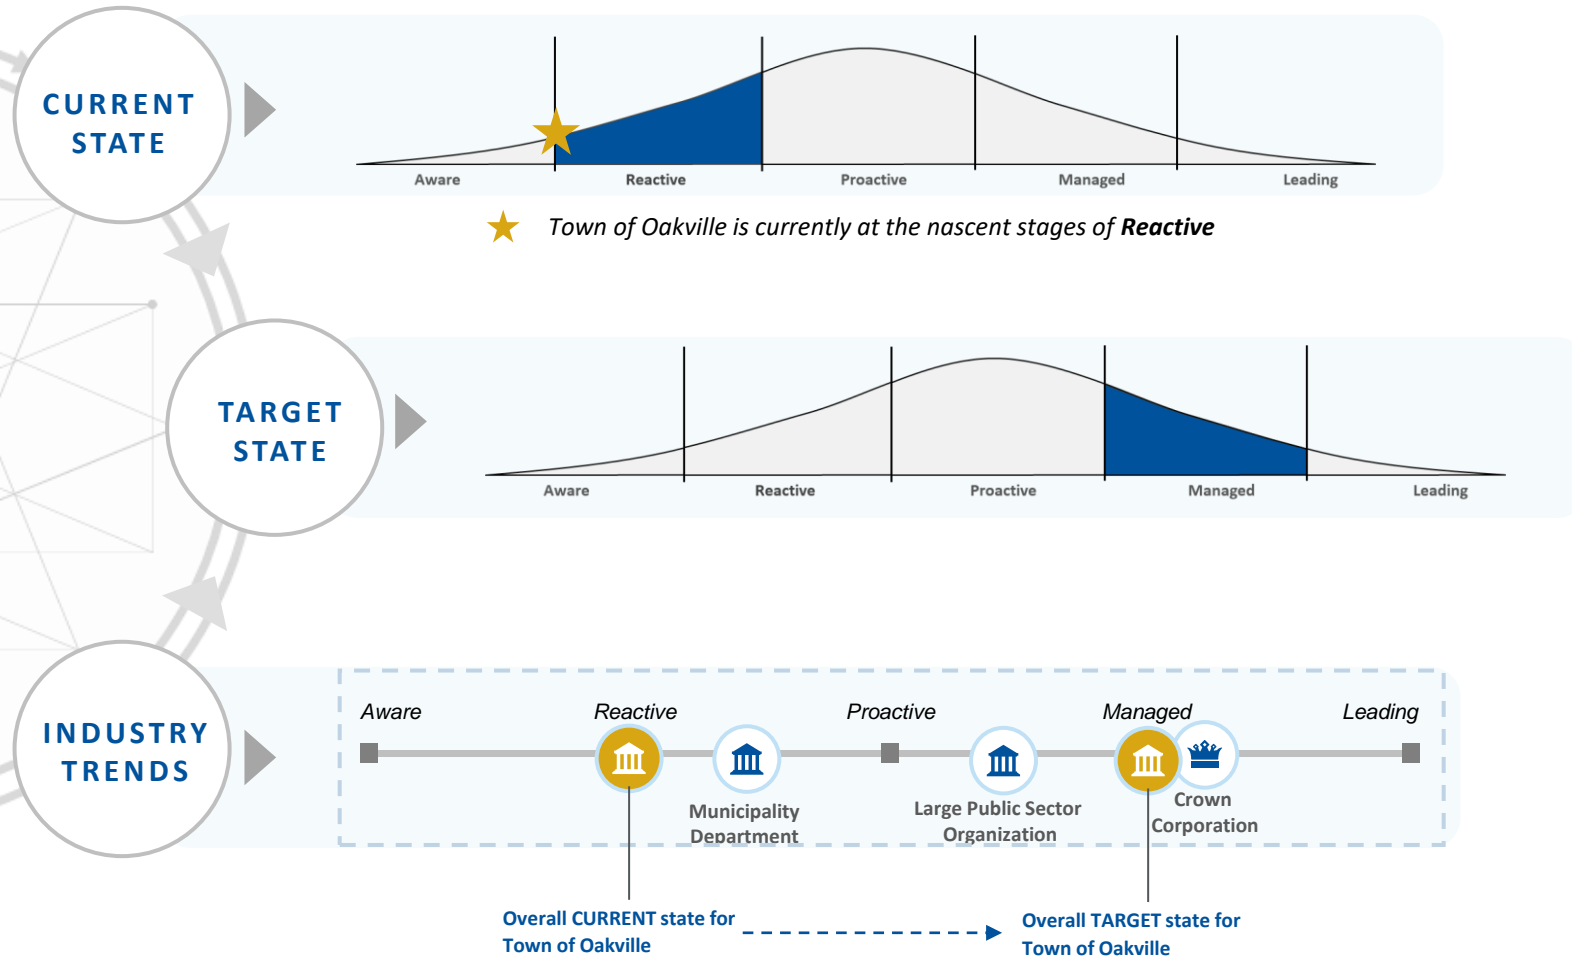 CURRENT
STATE
Aware Reactive Proactive Managed Leading
Town of Oakville is currently at the nascent stages of Reactive
TARGET
STATE
Aware Reactive Proactive Managed Leading
INDUSTRY
TRENDS
Aware Reactive Proactive Managed Leading
Municipality
Department
Large Public Sector
Organization
Crown
Corporation
Overall CURRENT state for
Town of Oakville
Overall TARGET state for
Town of Oakville